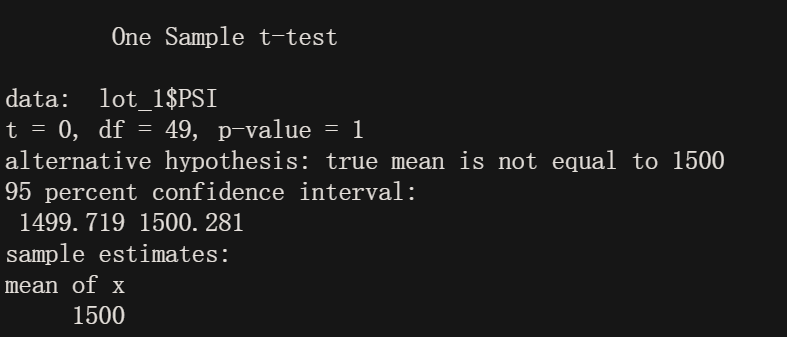 One Sample t-test
data:  lot_1$PSI
t = 0, df = 49, p-value = 1
alternative hypothesis: true mean is not equal to 1500
95 percent confidence interval:
1499.719 1500.281
sample estimates:
mean of x
1500